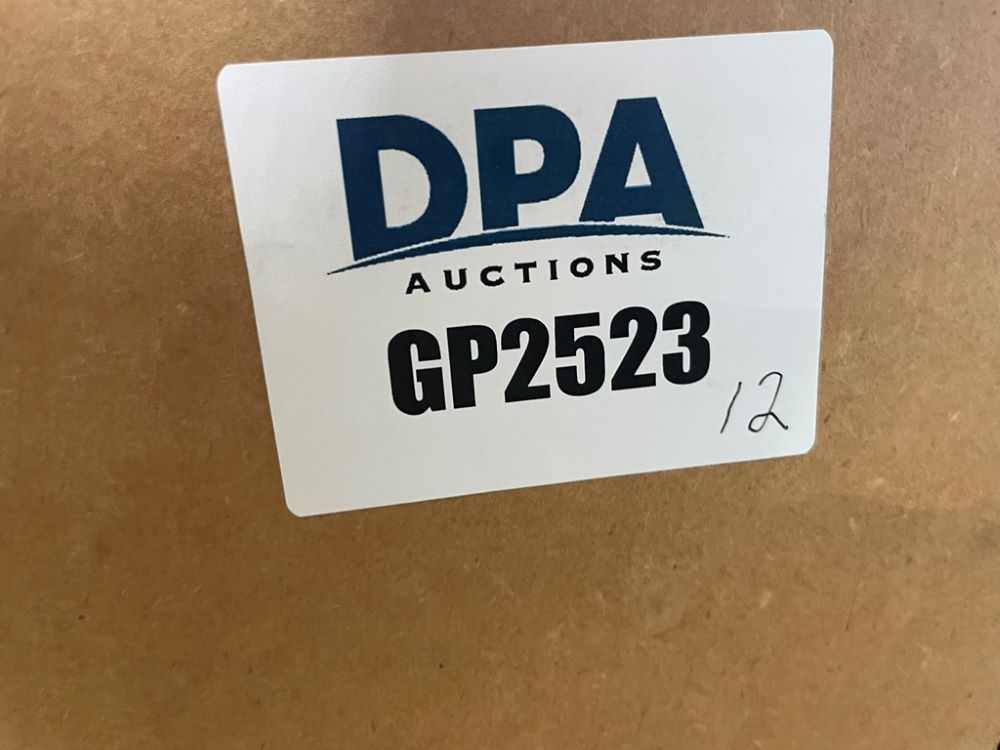 DPA
AUCTIONS
GP2523
12